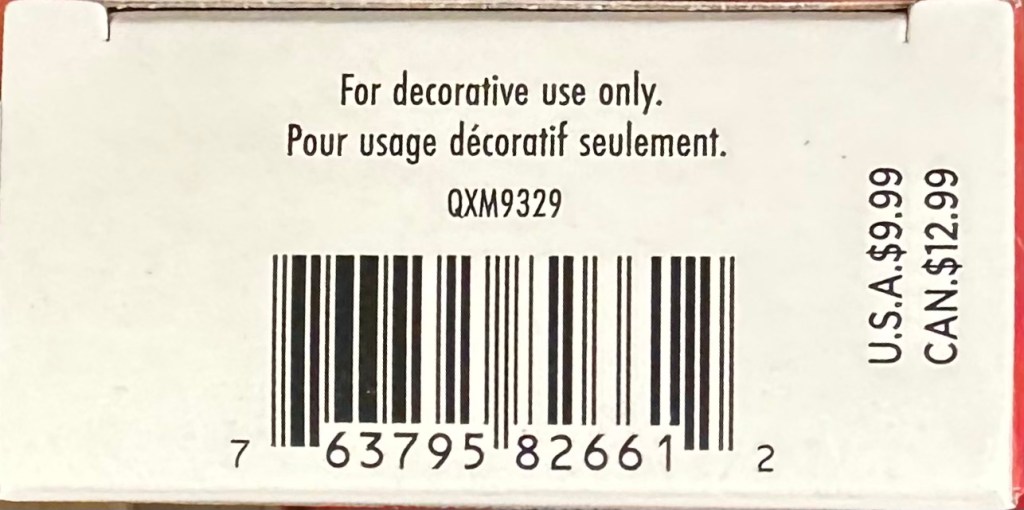 For decorative use only.
Pour usage décoratif seulement.
QXM9329
7 63795 82661 2
U.S.A.$9.99
CAN.$12.99